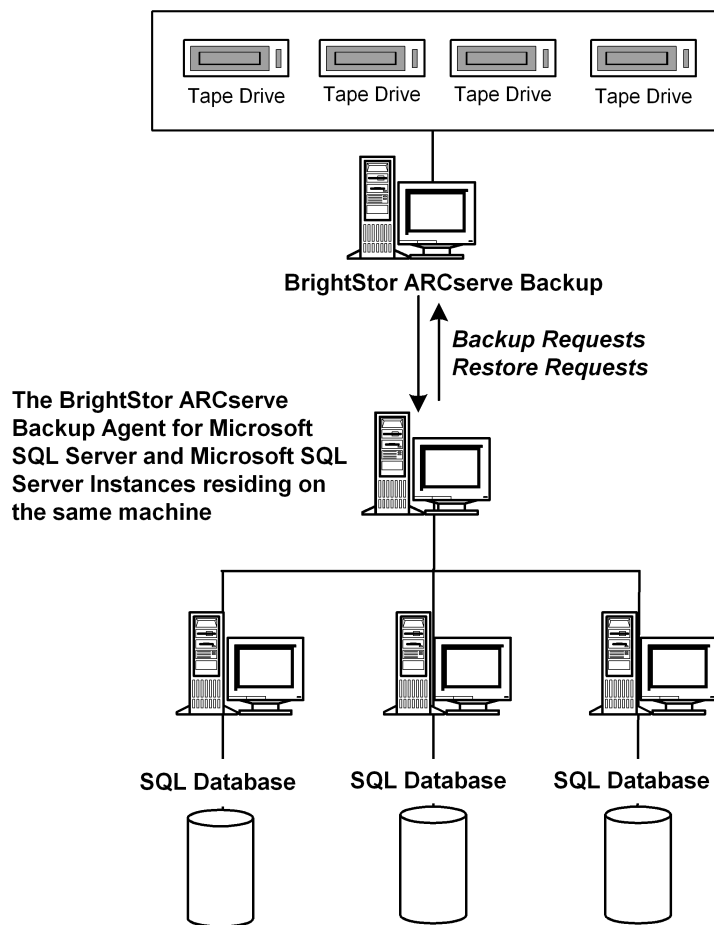 Tape Drive Tape Drive Tape Drive Tape Drive
BrightStor ARCserve Backup
Backup Requests
Restore Requests
The BrightStor ARCserve
Backup Agent for Microsoft
SQL Server and Microsoft SQL
Server Instances residing on
the same machine
SQL Database SQL Database SQL Database